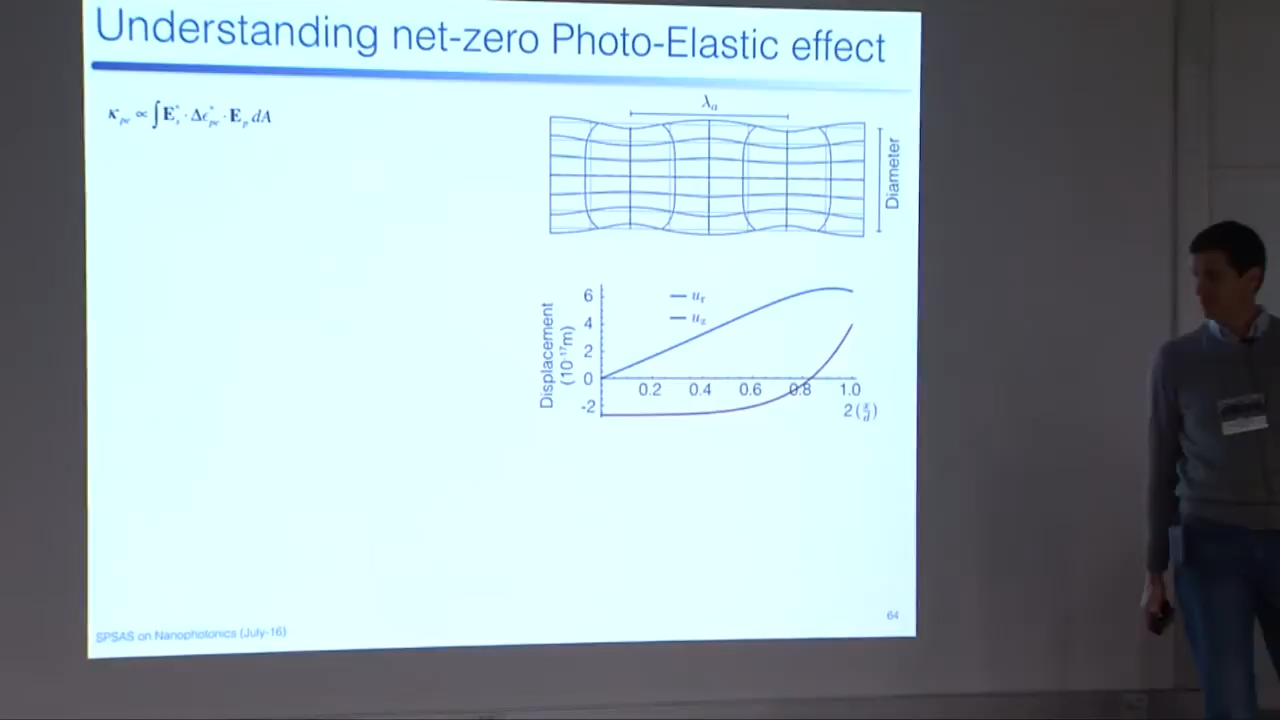 Understanding net-zero Photo-Elastic effect
κ_pe ∝ ∫ E_s^* · Δϵ_pe^* · E_p dA
λ_a
Diameter
Displacement
(10^-17 m)
6
4
2
0
-2
u_r
u_z
0.2 0.4 0.6 0.8 1.0
2(x/d)
SPSAS on Nanophotonics (July-16)
64